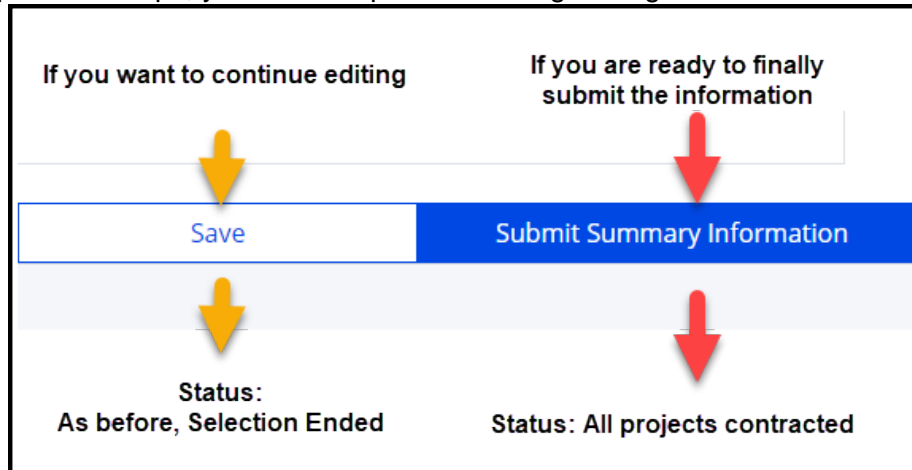 If you want to continue editing
If you are ready to finally
submit the information
Save
Submit Summary Information
Status:
As before, Selection Ended
Status: All projects contracted